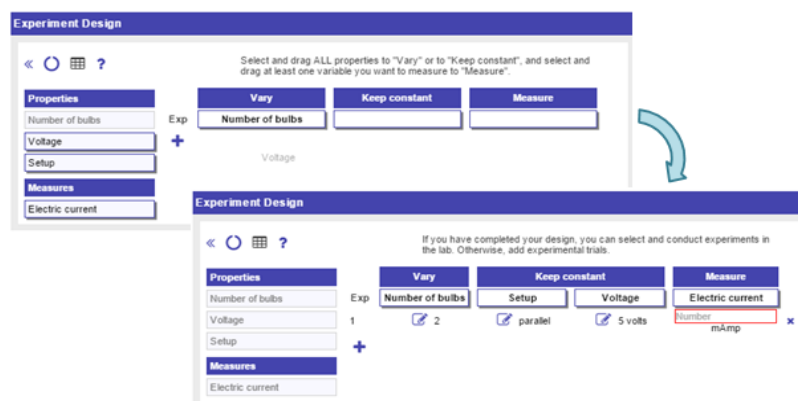 Experiment Design
« ?
Select and drag ALL properties to "Vary" or to "Keep constant", and select and
drag at least one variable you want to measure to "Measure".
Properties
Vary Keep constant Measure
Number of bulbs Exp Number of bulbs
Voltage +
Voltage
Setup
Measures
Electric current
Experiment Design
« ?
If you have completed your design, you can select and conduct experiments in
the lab. Otherwise, add experimental trials.
Properties Vary Keep constant Measure
Number of bulbs Exp Number of bulbs Setup Voltage Electric current
Voltage 1 2 parallel 5 volts Number
mAmp
×
Setup +
Measures
Electric current